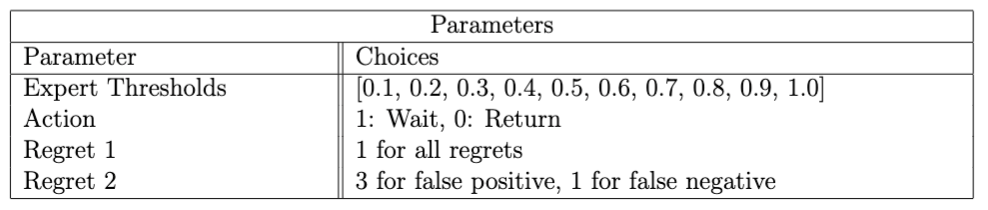 Parameters
Parameter Choices
Expert Thresholds [0.1, 0.2, 0.3, 0.4, 0.5, 0.6, 0.7, 0.8, 0.9, 1.0]
Action 1: Wait, 0: Return
Regret 1 1 for all regrets
Regret 2 3 for false positive, 1 for false negative